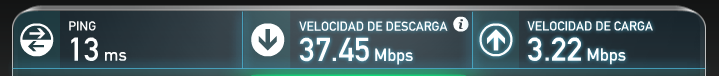 PING
13 ms
VELOCIDAD DE DESCARGA i
37.45 Mbps
VELOCIDAD DE CARGA
3.22 Mbps